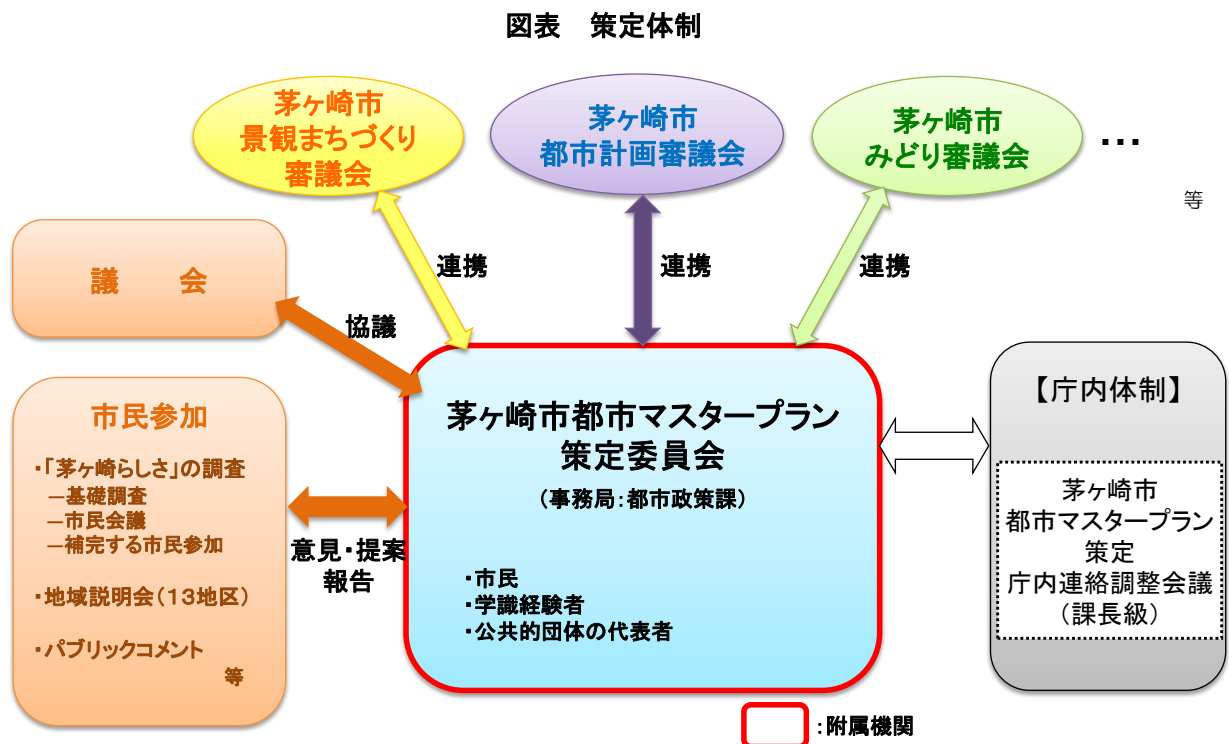 図表　策定体制
茅ヶ崎市
景観まちづくり
審議会
茅ヶ崎市
都市計画審議会
茅ヶ崎市
みどり審議会
…
等
連携
連携
連携
議　会
協議
市民参加
・「茅ヶ崎らしさ」の調査
－基礎調査
－市民会議
－補完する市民参加
・地域説明会（１３地区）
・パブリックコメント
等
意見・提案
報告
茅ヶ崎市都市マスタープラン
策定委員会
（事務局：都市政策課）
・市民
・学識経験者
・公共的団体の代表者
【庁内体制】
茅ヶ崎市
都市マスタープラン
策定
庁内連絡調整会議
（課長級）
：附属機関